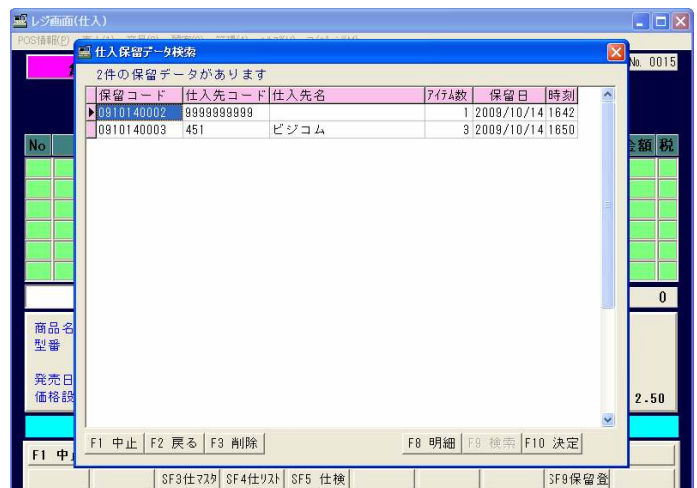 レジ画面(仕入)
仕入保留データ検索
No. 0015
2件の保留データがあります
保留コード 仕入先コード 仕入先名 アイテム数 保留日 時刻
0910140002 9999999999 1 2009/10/14 1642
0910140003 451 ビジコム 3 2009/10/14 1650
No 金額 税
0
商品名
型番
発売日
価格設
2.50
F1 中止 F2 戻る F3 削除 F8 明細 F9 検索 F10 決定
F1 中止
SF3仕マスタ SF4仕リスト SF5 仕検 SF9保留登